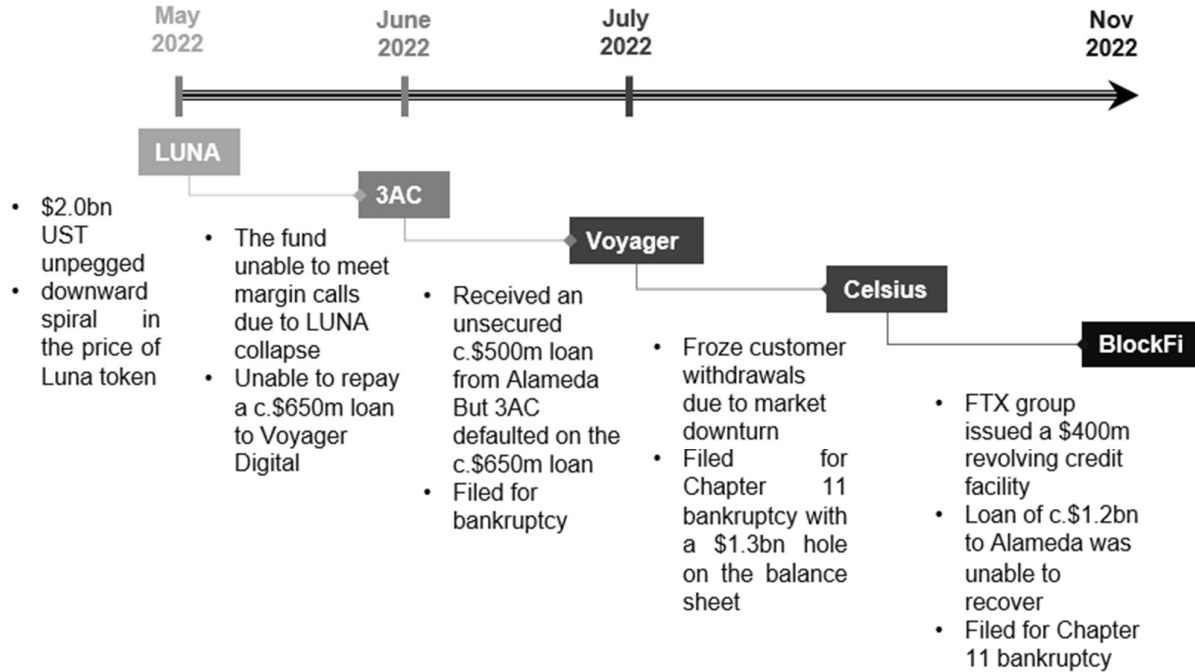 May
2022
June
2022
July
2022
Nov
2022
LUNA
• $2.0bn
UST
unpegged
• downward
spiral in
the price of
Luna token
3AC
• The fund
unable to meet
margin calls
due to LUNA
collapse
• Unable to repay
a c.$650m loan
to Voyager
Digital
Voyager
• Received an
unsecured
c.$500m loan
from Alameda
But 3AC
defaulted on the
c.$650m loan
• Filed for
bankruptcy
Celsius
• Froze customer
withdrawals
due to market
downturn
• Filed for
Chapter 11
bankruptcy with
a $1.3bn hole
on the balance
sheet
BlockFi
• FTX group
issued a $400m
revolving credit
facility
• Loan of c.$1.2bn
to Alameda was
unable to
recover
• Filed for Chapter
11 bankruptcy